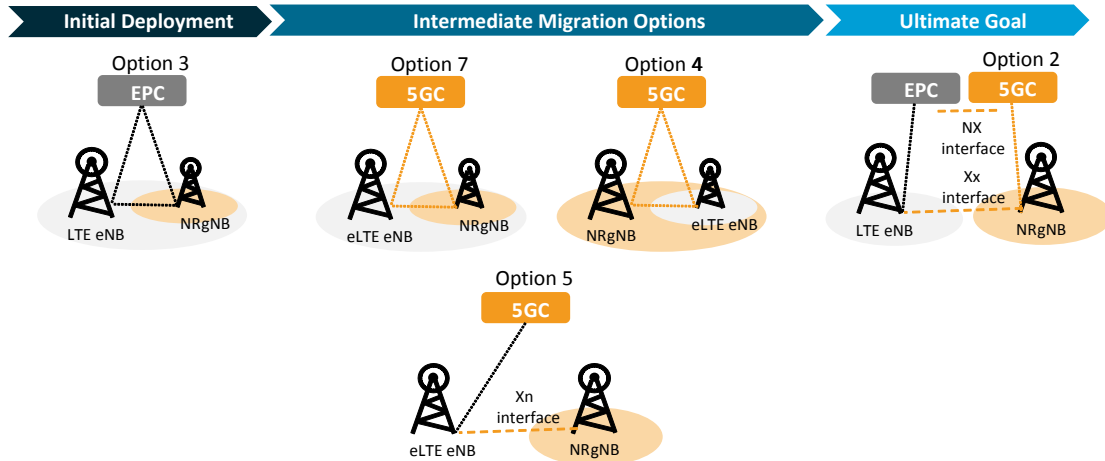 Initial Deployment
Intermediate Migration Options
Ultimate Goal
Option 3
EPC
LTE eNB
NRgNB
Option 7
5GC
eLTE eNB
NRgNB
Option 4
5GC
NRgNB
eLTE eNB
Option 2
EPC
5GC
NX
interface
Xx
interface
LTE eNB
NRgNB
Option 5
5GC
Xn
interface
eLTE eNB
NRgNB